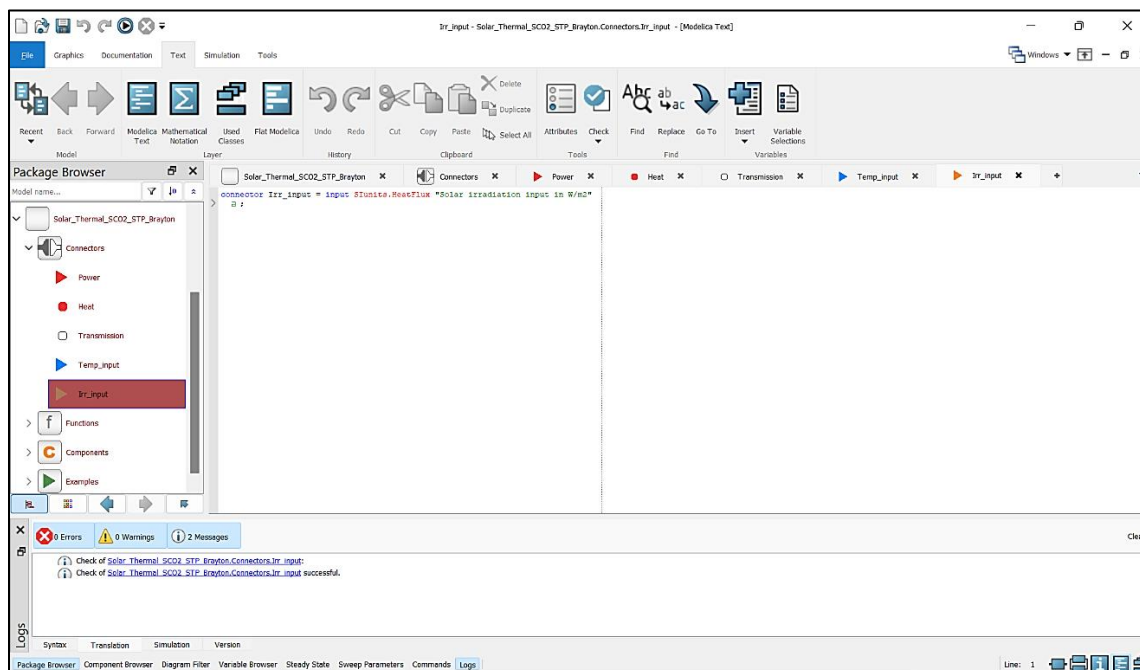 Irr_input - Solar_Thermal_SCO2_STP_Brayton.Connectors.Irr_input - [Modelica Text]
File Graphics Documentation Text Simulation Tools Windows
Delete
Duplicate
Select All
Recent Back Forward Modelica Text Mathematical Notation Used Classes Flat Modelica Undo Redo Cut Copy Paste Attributes Check Find Replace Go To Insert Variable Selections
Model Layer History Clipboard Tools Find Variables
Package Browser
Solar_Thermal_SCO2_STP_Brayton Connectors Power Heat Transmission Temp_input Irr_input
Model name...
connector Irr_input = input SIunits.HeatFlux "Solar irradiation input in W/m2"
a ;
Solar_Thermal_SCO2_STP_Brayton
Connectors
Power
Heat
Transmission
Temp_input
Irr_input
f Functions
C Components
Examples
0 Errors 0 Warnings 2 Messages Clea
Check of Solar_Thermal_SCO2_STP_Brayton.Connectors.Irr_input:
Check of Solar_Thermal_SCO2_STP_Brayton.Connectors.Irr_input successful.
Logs
Syntax Translation Simulation Version
Package Browser Component Browser Diagram Filter Variable Browser Steady State Sweep Parameters Commands Logs Line: 1